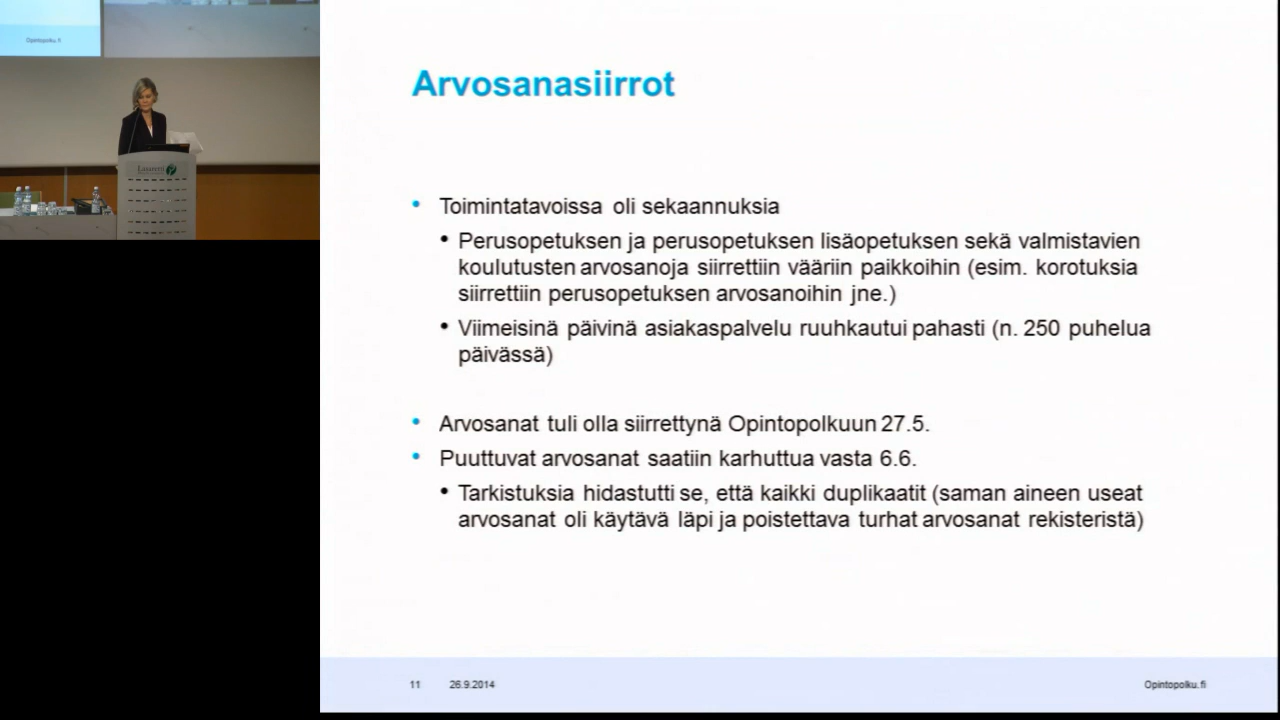 Opintopolku.fi
Lasaretti
Arvosanasiirrot
• Toimintatavoissa oli sekaannuksia
• Perusopetuksen ja perusopetuksen lisäopetuksen sekä valmistavien
koulutusten arvosanoja siirrettiin vääriin paikkoihin (esim. korotuksia
siirrettiin perusopetuksen arvosanoihin jne.)
• Viimeisinä päivinä asiakaspalvelu ruuhkautui pahasti (n. 250 puhelua
päivässä)
• Arvosanat tuli olla siirrettynä Opintopolkuun 27.5.
• Puuttuvat arvosanat saatiin karhuttua vasta 6.6.
• Tarkistuksia hidastutti se, että kaikki duplikaatit (saman aineen useat
arvosanat oli käytävä läpi ja poistettava turhat arvosanat rekisteristä)
11 26.9.2014 Opintopolku.fi